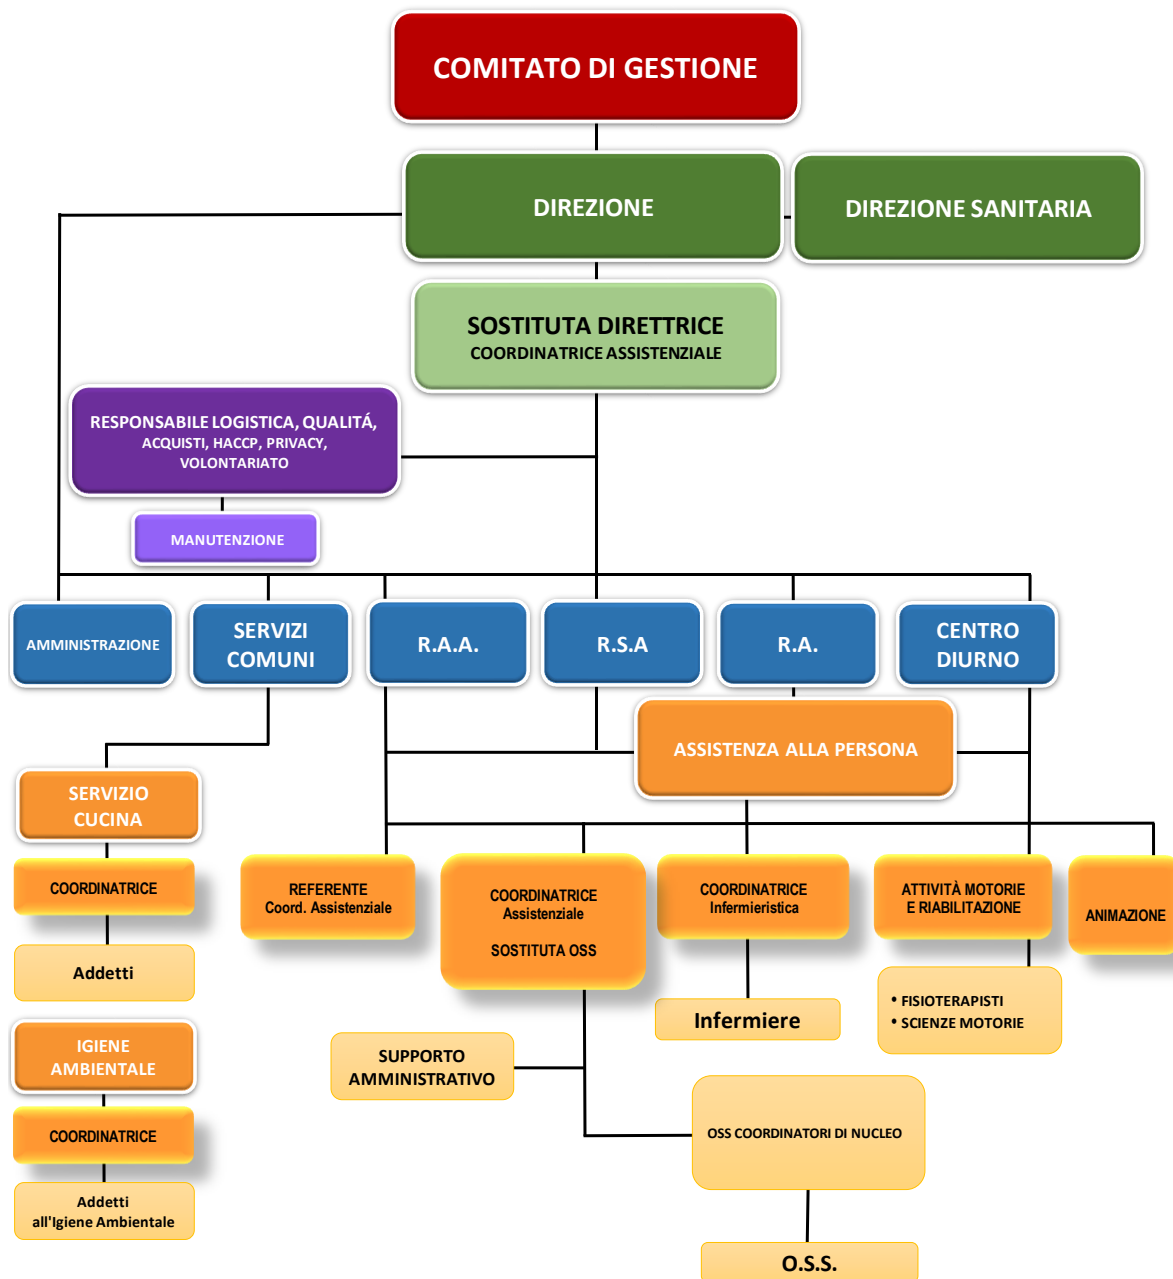 COMITATO DI GESTIONE
DIREZIONE
DIREZIONE SANITARIA
SOSTITUTA DIRETTRICE
COORDINATRICE ASSISTENZIALE
RESPONSABILE LOGISTICA, QUALITÁ,
ACQUISTI, HACCP, PRIVACY,
VOLONTARIATO
MANUTENZIONE
AMMINISTRAZIONE
SERVIZI
COMUNI
R.A.A.
R.S.A
R.A.
CENTRO
DIURNO
ASSISTENZA ALLA PERSONA
SERVIZIO
CUCINA
COORDINATRICE
Addetti
REFERENTE
Coord. Assistenziale
COORDINATRICE
Assistenziale
SOSTITUTA OSS
COORDINATRICE
Infermieristica
ATTIVITÀ MOTORIE
E RIABILITAZIONE
ANIMAZIONE
Infermiere
• FISIOTERAPISTI
• SCIENZE MOTORIE
IGIENE
AMBIENTALE
SUPPORTO
AMMINISTRATIVO
COORDINATRICE
OSS COORDINATORI DI NUCLEO
Addetti
all'Igiene Ambientale
O.S.S.